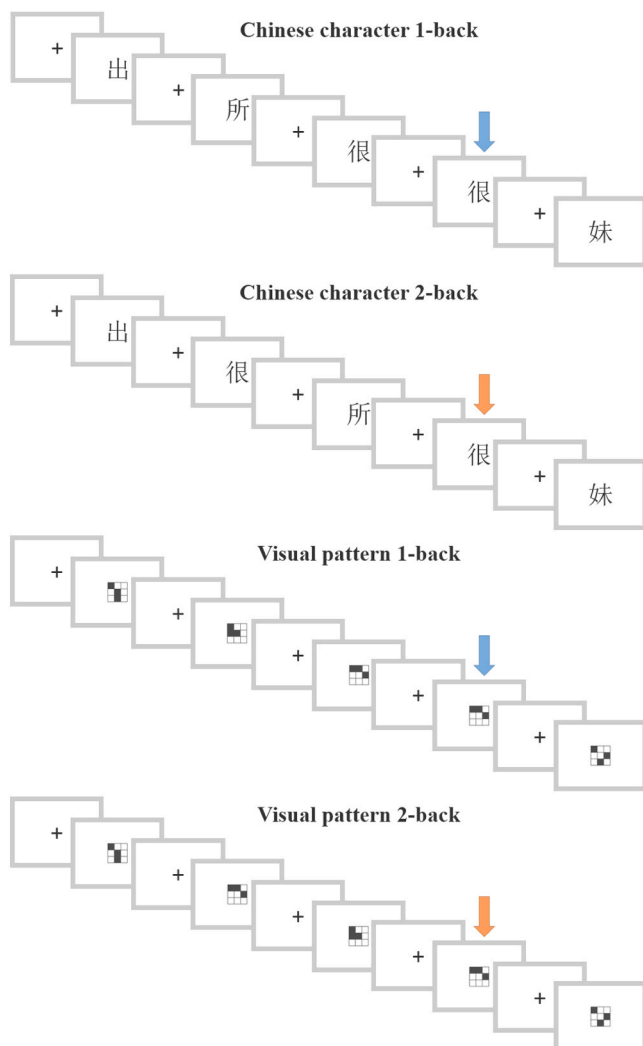 Chinese character 1-back
+
出
+
所
+
很
+
很
+
妹
Chinese character 2-back
+
出
+
很
+
所
+
很
+
妹
Visual pattern 1-back
+
+
+
+
+
Visual pattern 2-back
+
+
+
+
+